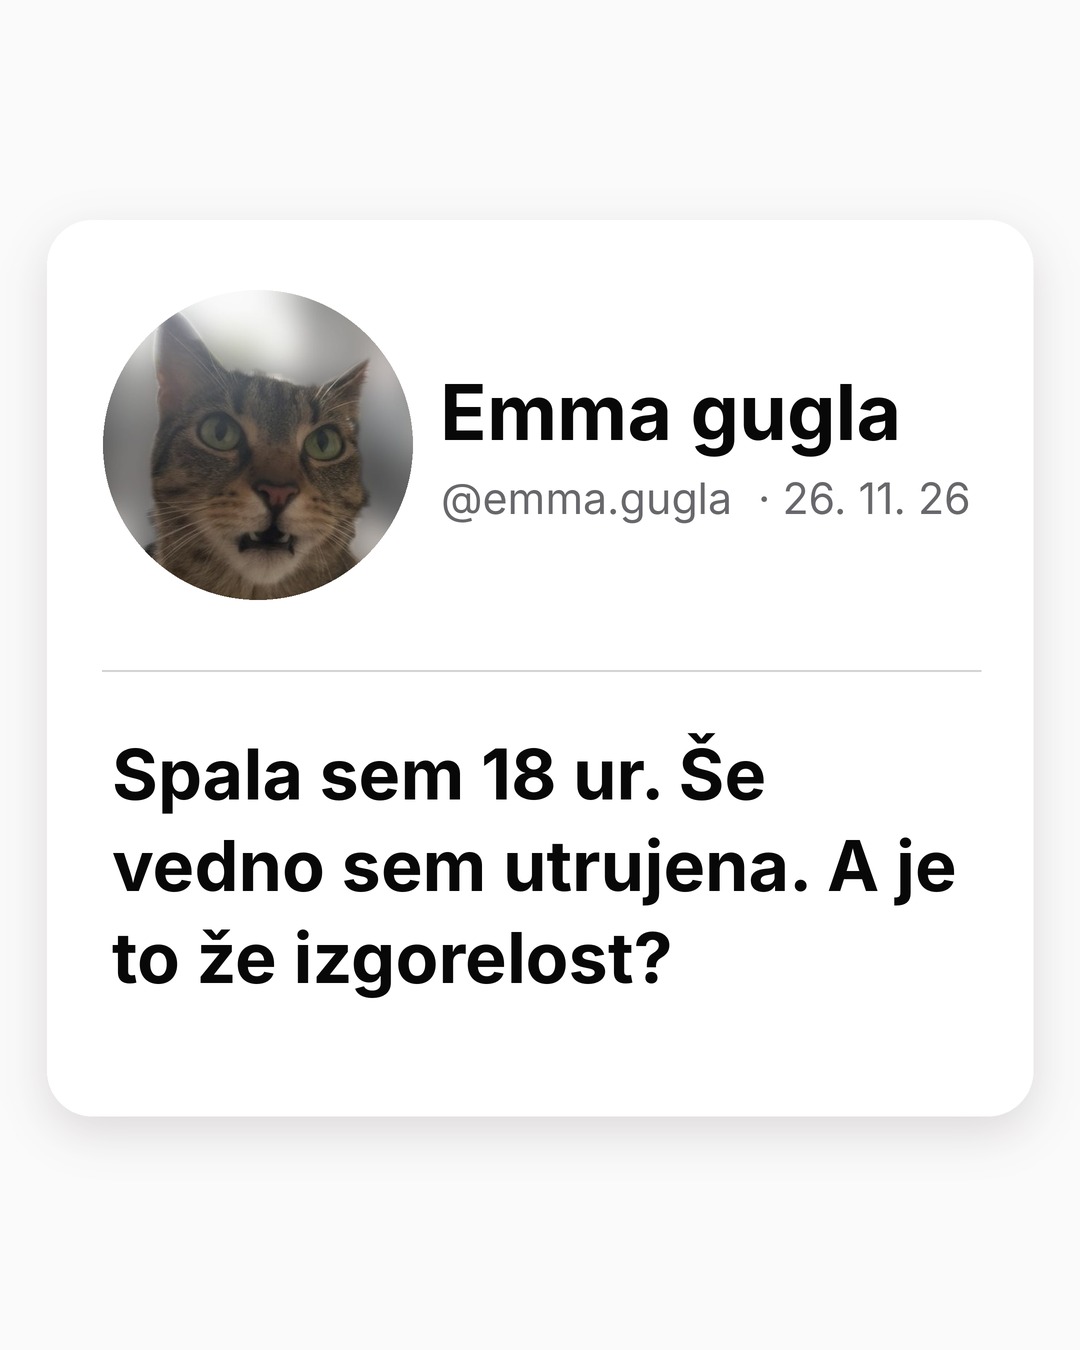 Emma gugla
@emma.gugla · 26. 11. 26
Spala sem 18 ur. Še
vedno sem utrujena. A je
to že izgorelost?